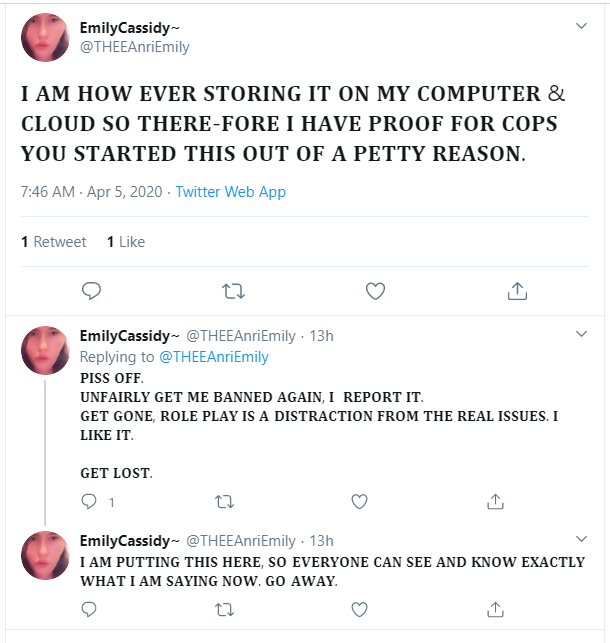 EmilyCassidy~
@THEEAnriEmily
I AM HOW EVER STORING IT ON MY COMPUTER &
CLOUD SO THERE-FORE I HAVE PROOF FOR COPS
YOU STARTED THIS OUT OF A PETTY REASON.
7:46 AM · Apr 5, 2020 · Twitter Web App
1 Retweet 1 Like
EmilyCassidy~ @THEEAnriEmily · 13h
Replying to @THEEAnriEmily
PISS OFF.
UNFAIRLY GET ME BANNED AGAIN, I REPORT IT.
GET GONE, ROLE PLAY IS A DISTRACTION FROM THE REAL ISSUES. I
LIKE IT.
GET LOST.
1
EmilyCassidy~ @THEEAnriEmily · 13h
I AM PUTTING THIS HERE, SO EVERYONE CAN SEE AND KNOW EXACTLY
WHAT I AM SAYING NOW. GO AWAY.